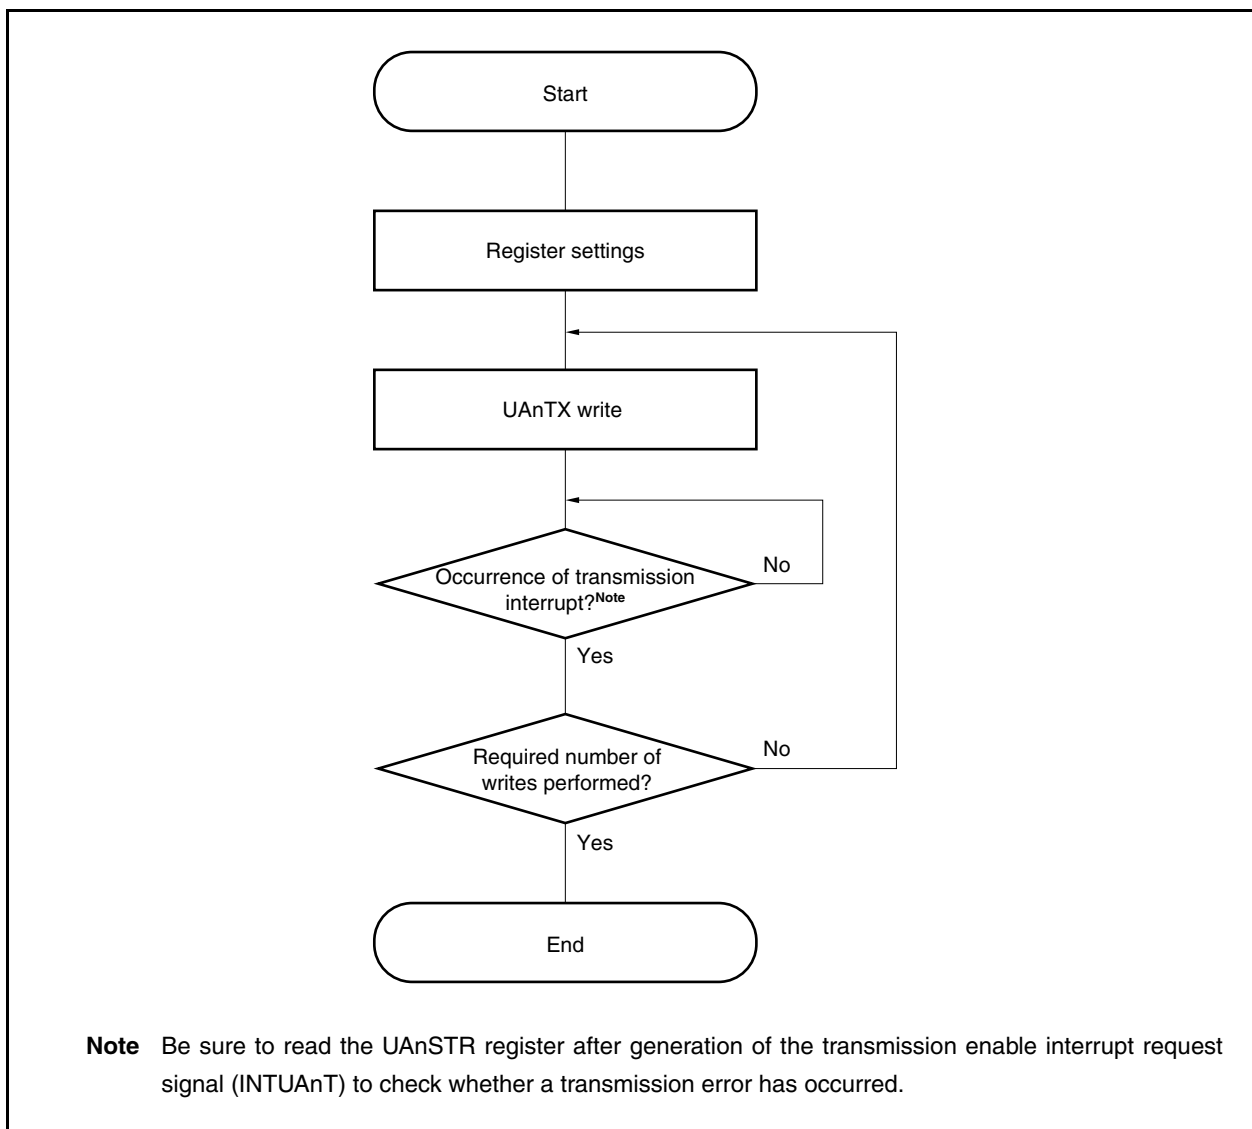 Start
Register settings
UAnTX write
Occurrence of transmission
interrupt?Note
No
Yes
Required number of
writes performed?
No
Yes
End
Note Be sure to read the UAnSTR register after generation of the transmission enable interrupt request
signal (INTUAnT) to check whether a transmission error has occurred.